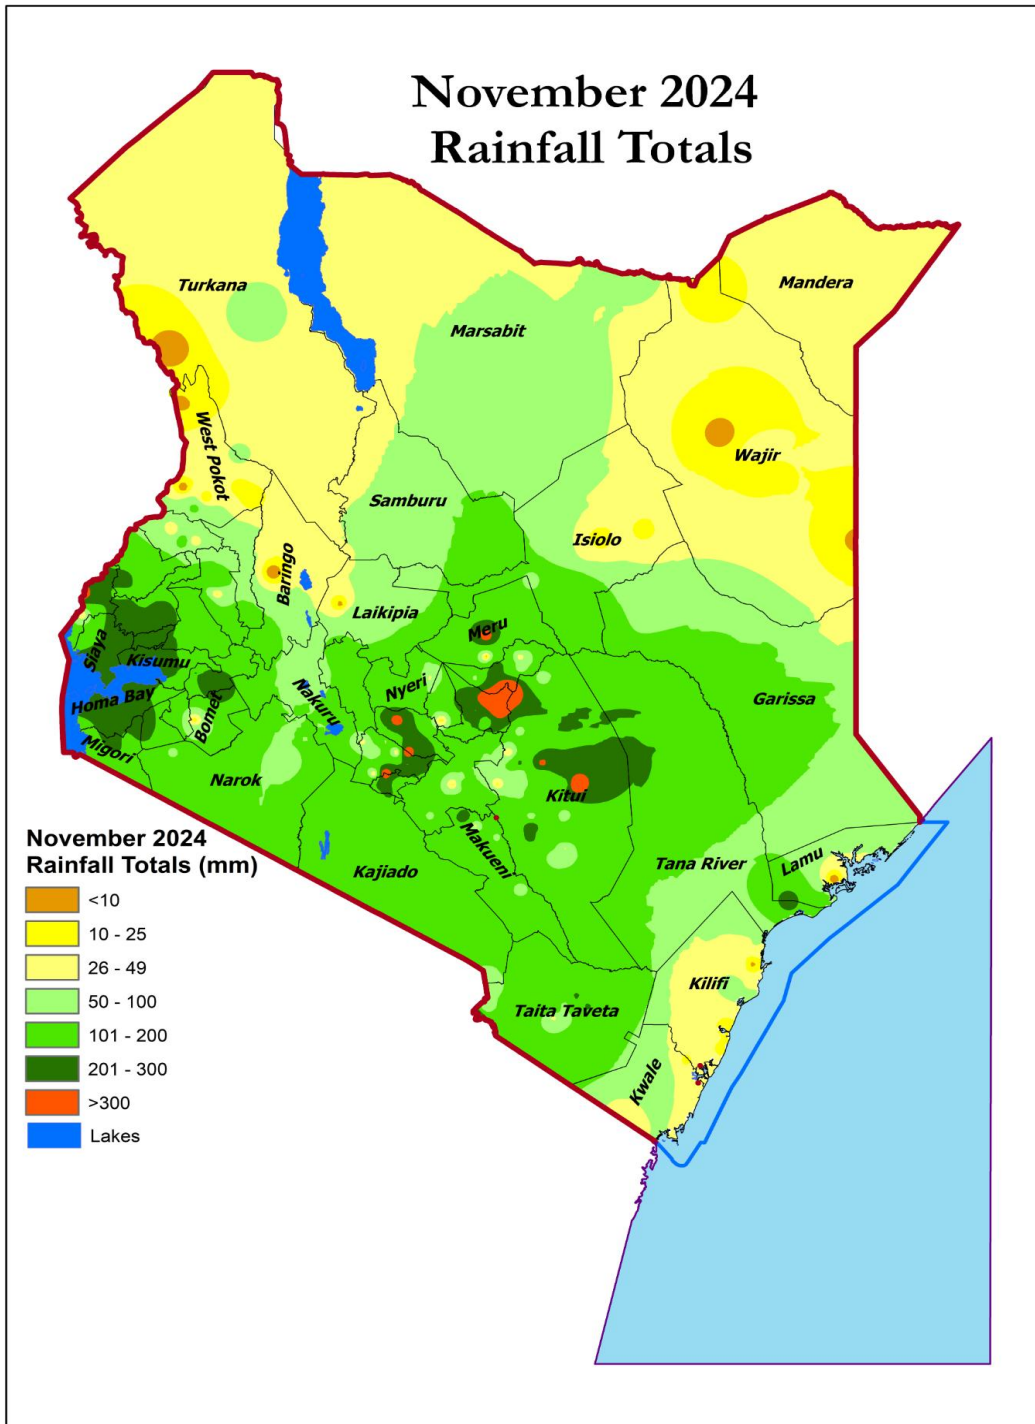 November 2024
Rainfall Totals
Turkana
Mandera
Marsabit
West Pokot
Wajir
Samburu
Isiolo
Baringo
Laikipia
Meru
Siaya
Kisumu
Nyeri
Homa Bay
Nakuru
Bomet
Garissa
Migori
Narok
Kitui
November 2024
Rainfall Totals (mm)
Makueni
Kajiado
Tana River
Lamu
<10
10 - 25
26 - 49
50 - 100
101 - 200
201 - 300
>300
Lakes
Kilifi
Taita Taveta
Kwale